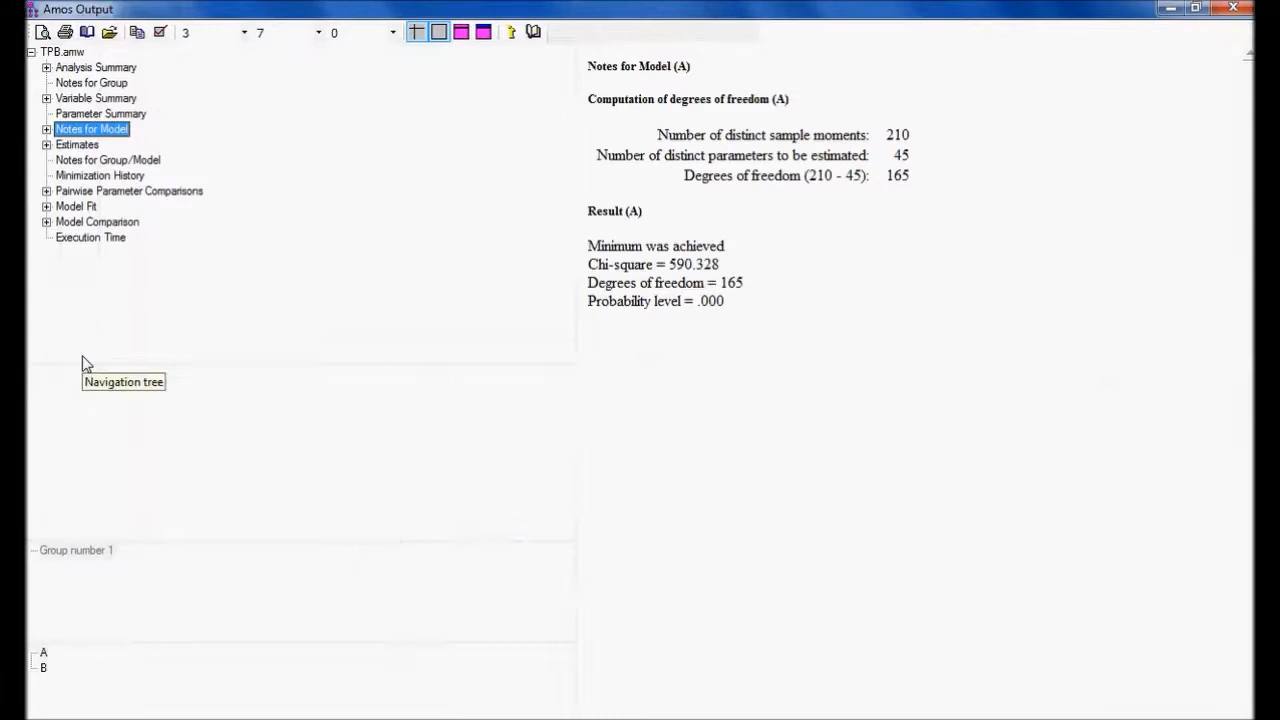 Amos Output
3 7 0
TPB.amw
Analysis Summary
Notes for Group
Variable Summary
Parameter Summary
Notes for Model
Estimates
Notes for Group/Model
Minimization History
Pairwise Parameter Comparisons
Model Fit
Model Comparison
Execution Time
Navigation tree
Group number 1
A
B
Notes for Model (A)
Computation of degrees of freedom (A)
Number of distinct sample moments: 210
Number of distinct parameters to be estimated: 45
Degrees of freedom (210 - 45): 165
Result (A)
Minimum was achieved
Chi-square = 590.328
Degrees of freedom = 165
Probability level = .000